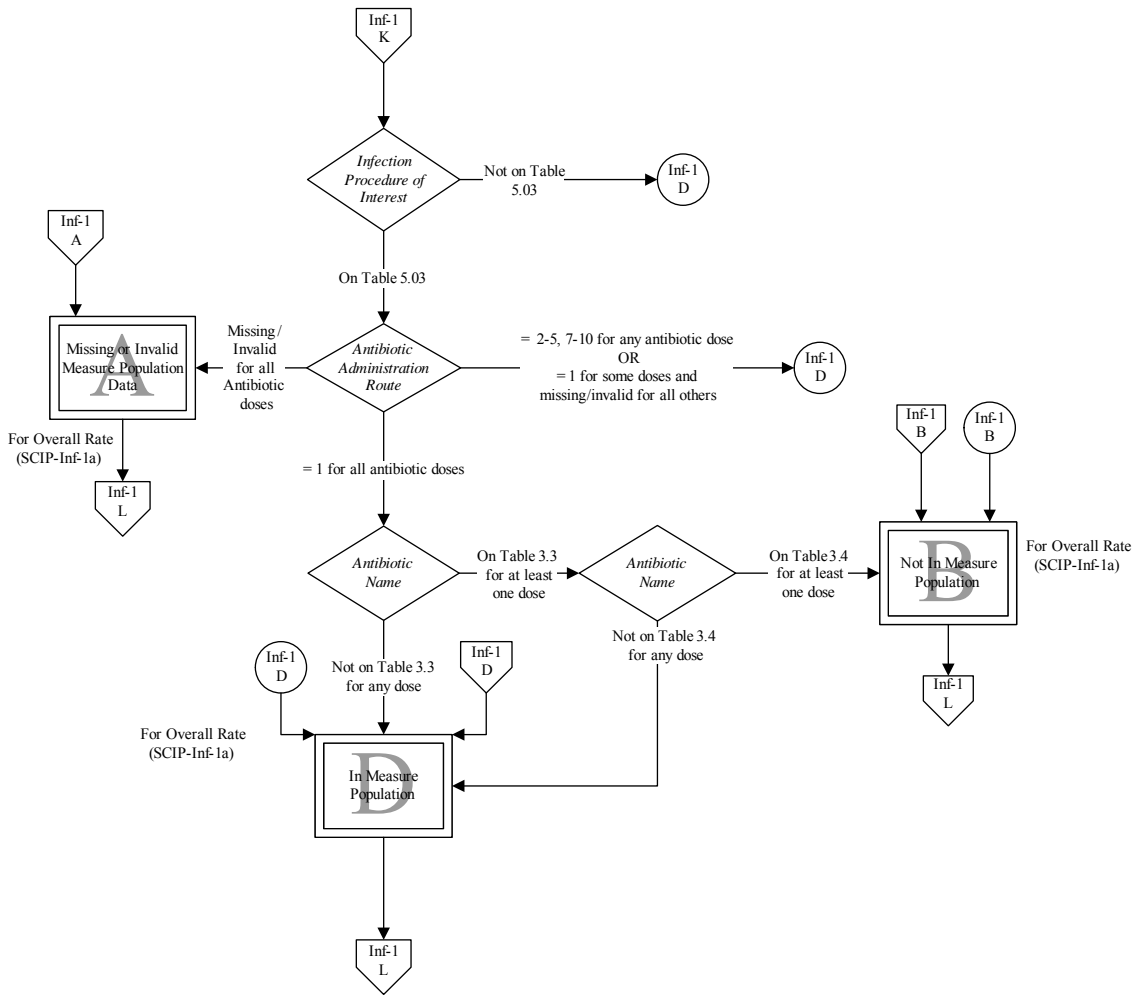 Inf-1
K
Infection
Procedure of
Interest
Not on Table
5.03
Inf-1
D
Inf-1
A
On Table 5.03
Missing or Invalid
Measure Population
Data
A
Missing/
Invalid
for all
Antibiotic
doses
Antibiotic
Administration
Route
= 2-5, 7-10 for any antibiotic dose
OR
= 1 for some doses and
missing/invalid for all others
Inf-1
D
For Overall Rate
(SCIP-Inf-1a)
Inf-1
L
= 1 for all antibiotic doses
Inf-1
B
Inf-1
B
Antibiotic
Name
On Table 3.3
for at least
one dose
Antibiotic
Name
On Table 3.4
for at least
one dose
Not In Measure
Population
B
For Overall Rate
(SCIP-Inf-1a)
Inf-1
D
Not on Table 3.3
for any dose
Inf-1
D
Not on Table 3.4
for any dose
Inf-1
L
For Overall Rate
(SCIP-Inf-1a)
In Measure
Population
D
Inf-1
L